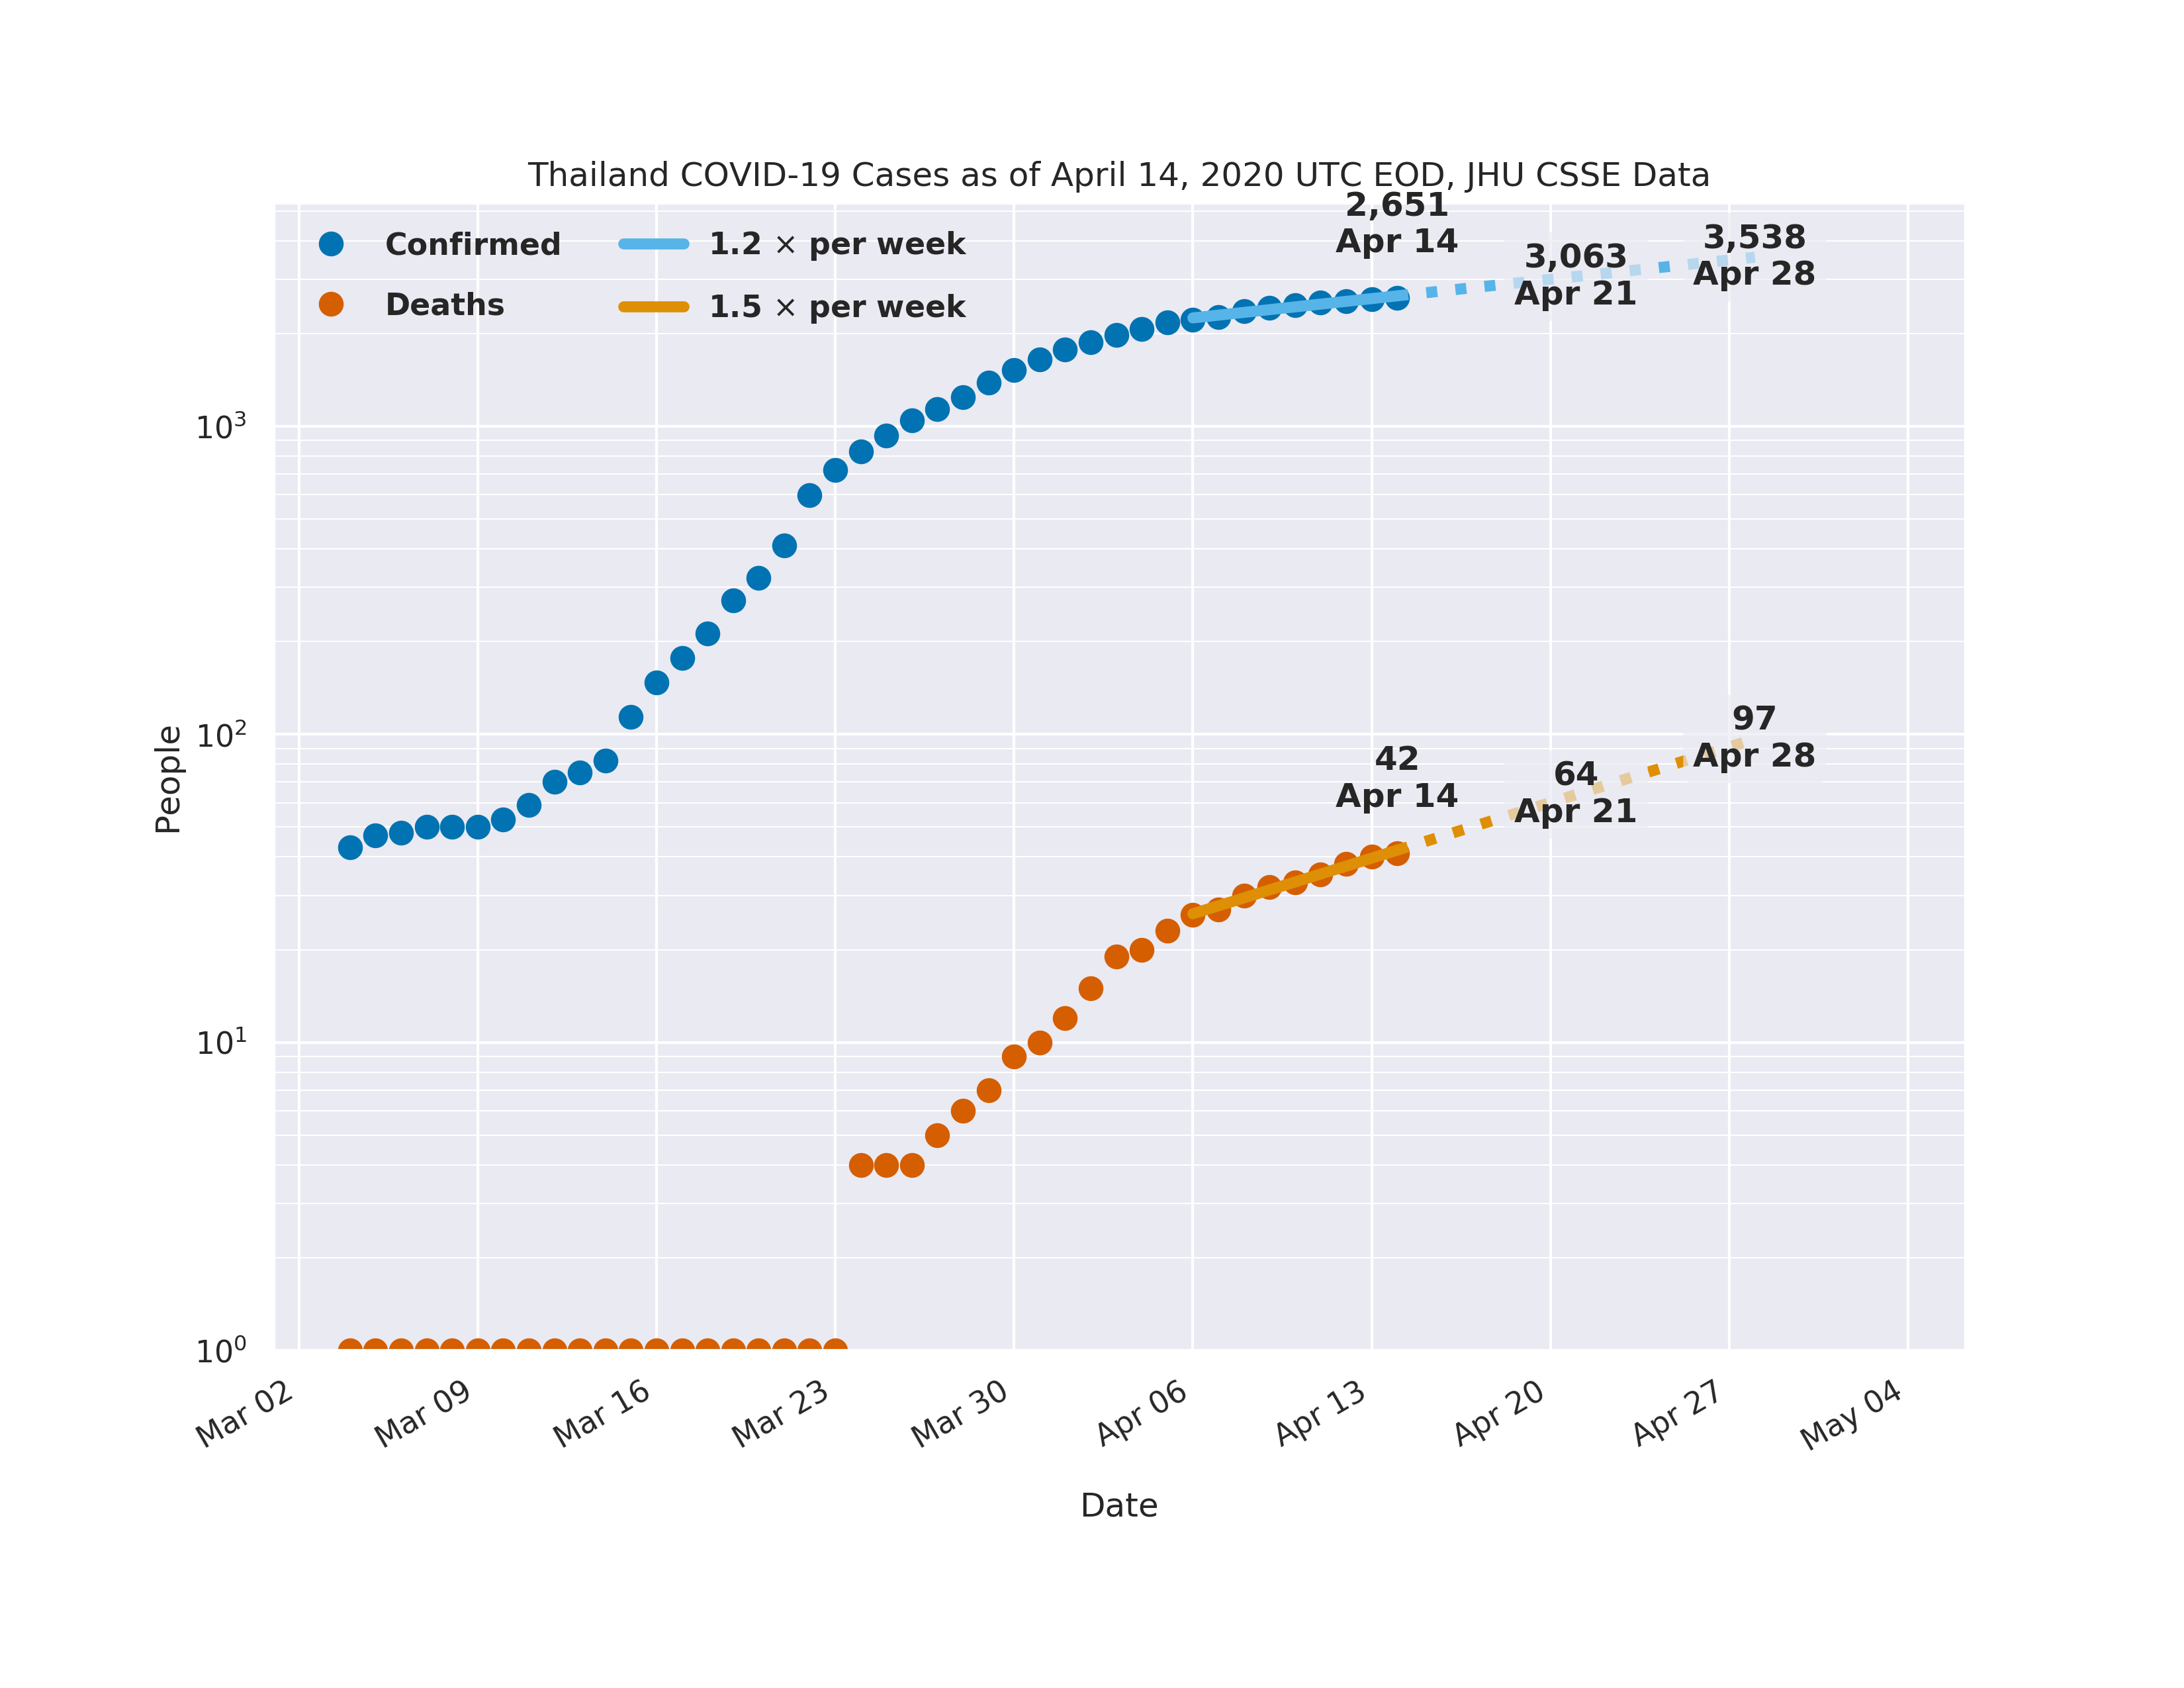 Thailand COVID-19 Cases as of April 14, 2020 UTC EOD, JHU CSSE Data
Confirmed
Deaths
1.2 × per week
1.5 × per week
2,651
Apr 14
3,063
Apr 21
3,538
Apr 28
42
Apr 14
64
Apr 21
97
Apr 28
People
10³
10²
10¹
10⁰
Mar 02
Mar 09
Mar 16
Mar 23
Mar 30
Apr 06
Apr 13
Apr 20
Apr 27
May 04
Date